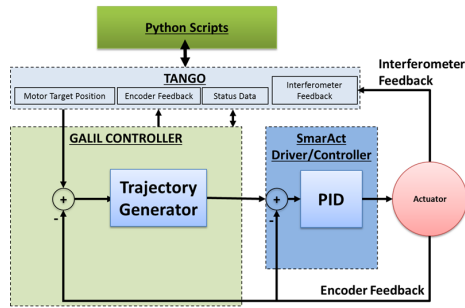 Python Scripts
TANGO
Interferometer
Feedback
Motor Target Position
Encoder Feedback
Status Data
Interferometer
Feedback
GALIL CONTROLLER
SmarAct
Driver/Controller
Trajectory
Generator
PID
Actuator
+
-
+
-
Encoder Feedback